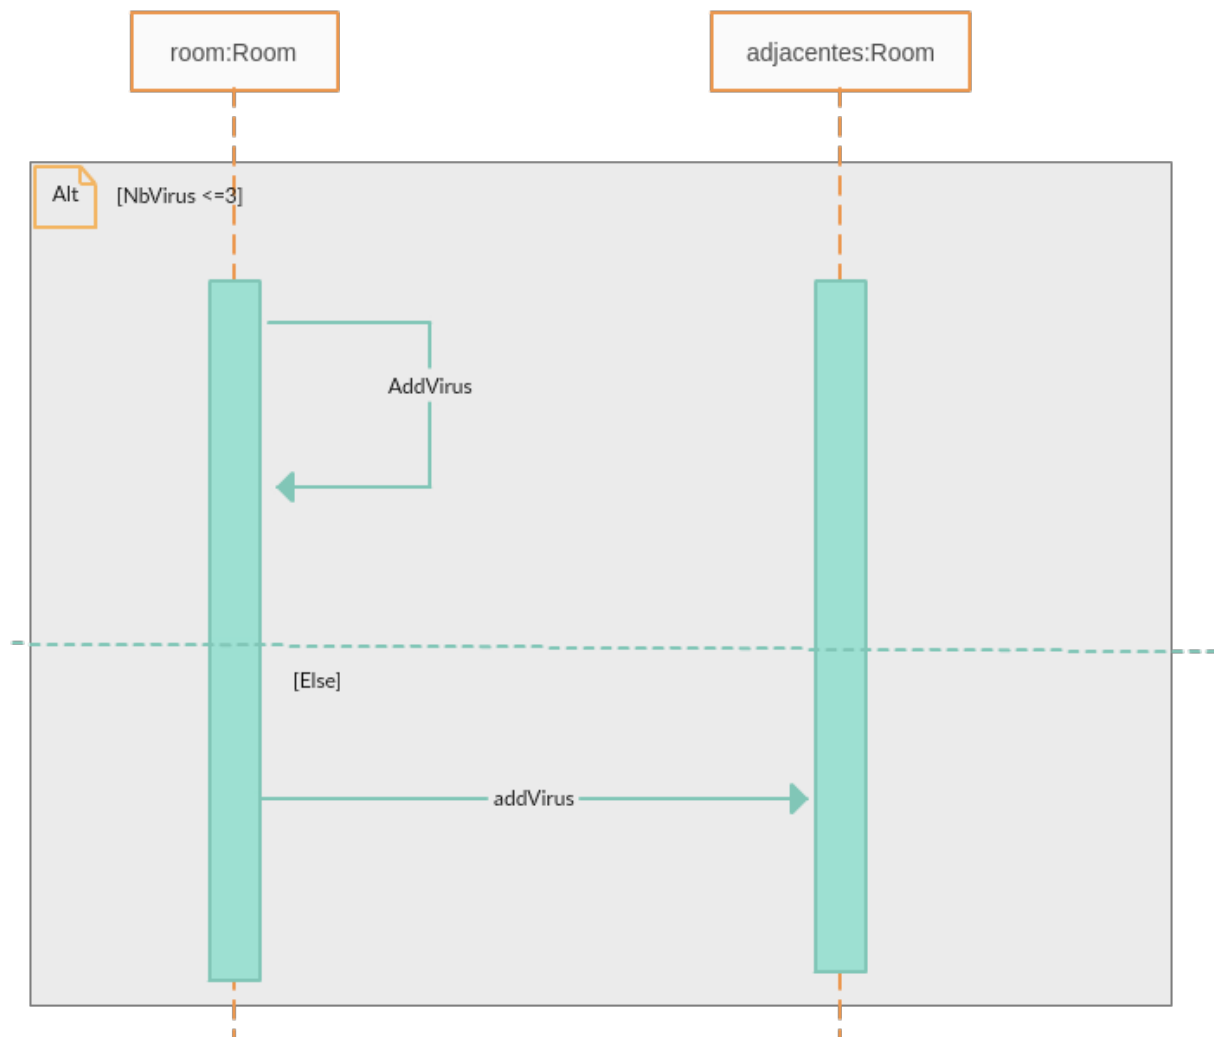 room:Room
adjacentes:Room
Alt
[NbVirus <=3]
AddVirus
[Else]
addVirus